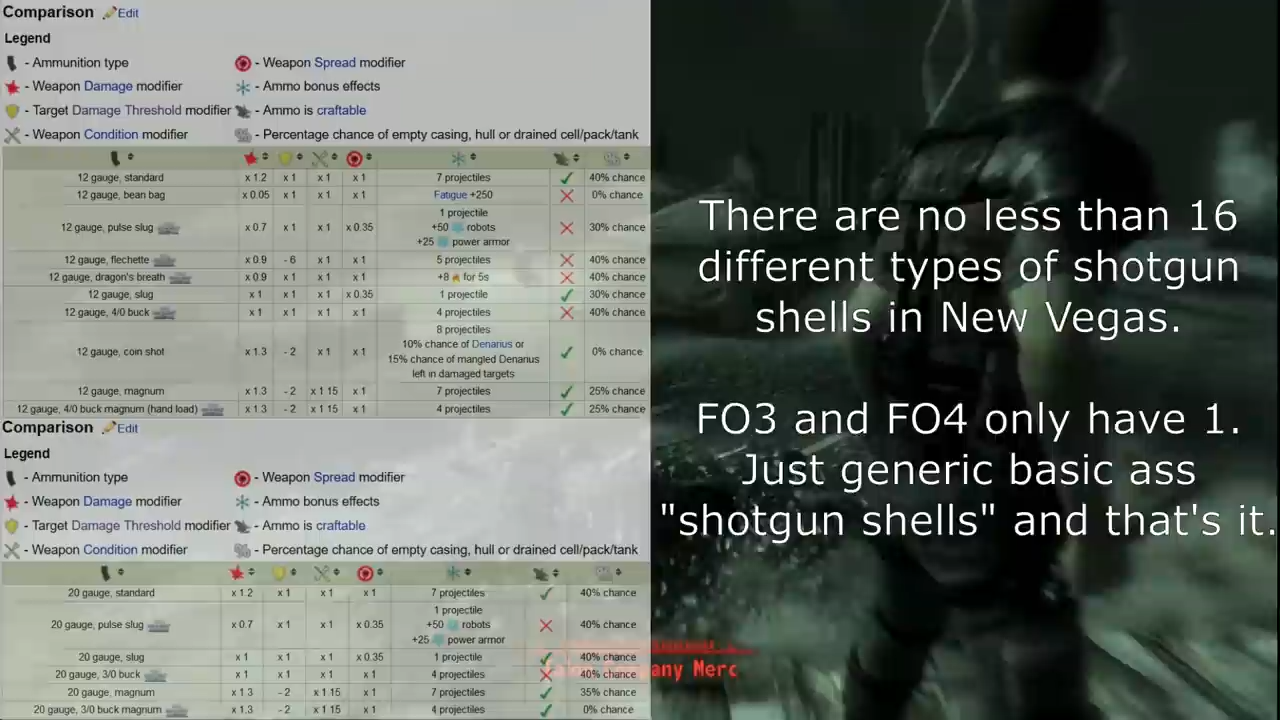 Comparison Edit
Legend
- Ammunition type - Weapon Spread modifier
- Weapon Damage modifier - Ammo bonus effects
- Target Damage Threshold modifier - Ammo is craftable
- Weapon Condition modifier - Percentage chance of empty casing, hull or drained cell/pack/tank
12 gauge, standard x 1.2 x 1 x 1 x 1 7 projectiles 40% chance
12 gauge, bean bag x 0.05 x 1 x 1 x 1 Fatigue +250 0% chance
1 projectile
12 gauge, pulse slug x 0.7 x 1 x 1 x 0.35 +50 robots 30% chance
+25 power armor
12 gauge, flechette x 0.9 - 6 x 1 x 1 5 projectiles 40% chance
12 gauge, dragon's breath x 0.9 x 1 x 1 x 1 +8 for 5s 40% chance
12 gauge, slug x 1 x 1 x 1 x 0.35 1 projectile 30% chance
12 gauge, 4/0 buck x 1 x 1 x 1 x 1 4 projectiles 40% chance
8 projectiles
10% chance of Denarius or
12 gauge, coin shot x 1.3 - 2 x 1 x 1 15% chance of mangled Denarius 0% chance
left in damaged targets
12 gauge, magnum x 1.3 - 2 x 1.15 x 1 7 projectiles 25% chance
12 gauge, 4/0 buck magnum (hand load) x 1.3 - 2 x 1.15 x 1 4 projectiles 25% chance
Comparison Edit
Legend
- Ammunition type - Weapon Spread modifier
- Weapon Damage modifier - Ammo bonus effects
- Target Damage Threshold modifier - Ammo is craftable
- Weapon Condition modifier - Percentage chance of empty casing, hull or drained cell/pack/tank
20 gauge, standard x 1.2 x 1 x 1 x 1 7 projectiles 40% chance
1 projectile
20 gauge, pulse slug x 0.7 x 1 x 1 x 0.35 +50 robots 40% chance
+25 power armor
20 gauge, slug x 1 x 1 x 1 x 0.35 1 projectile 40% chance
20 gauge, 3/0 buck x 1 x 1 x 1 x 1 4 projectiles 40% chance
20 gauge, magnum x 1.3 - 2 x 1.15 x 1 7 projectiles 35% chance
20 gauge, 3/0 buck magnum x 1.3 - 2 x 1.15 x 1 4 projectiles 0% chance
There are no less than 16
different types of shotgun
shells in New Vegas.
FO3 and FO4 only have 1.
Just generic basic ass
"shotgun shells" and that's it.
Merc